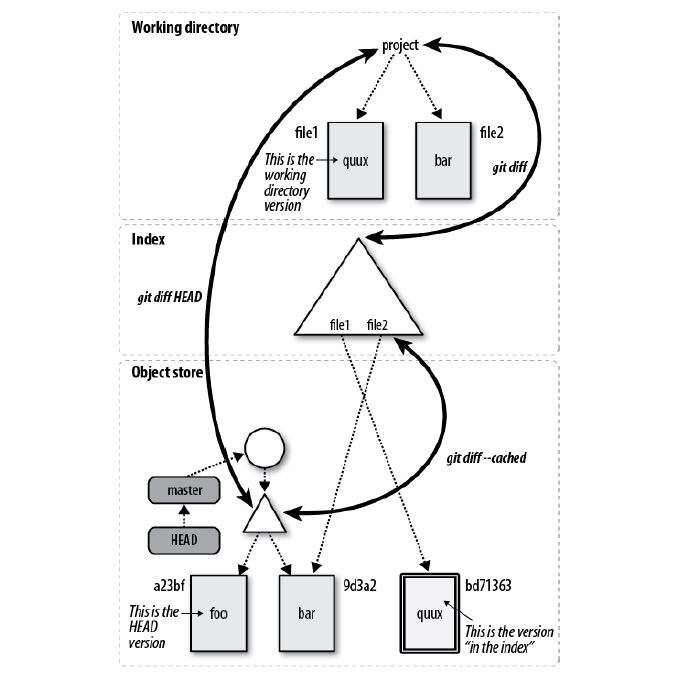 Working directory
project
file1
file2
This is the
working
directory
version
quux
bar
git diff
Index
git diff HEAD
file1
file2
Object store
git diff --cached
master
HEAD
a23bf
9d3a2
bd71363
This is the
HEAD
version
foo
bar
quux
This is the version
"in the index"